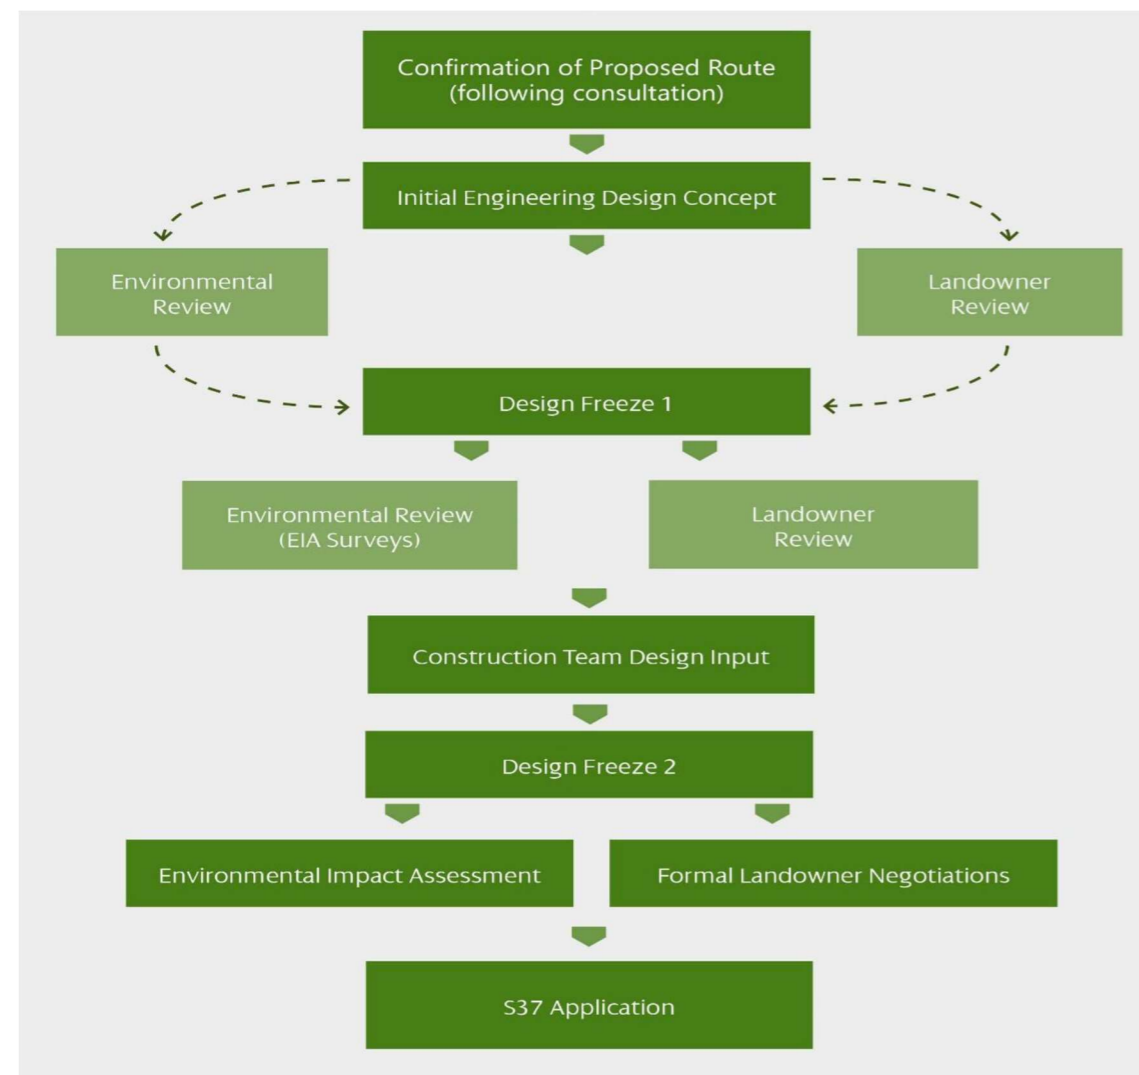 Confirmation of Proposed Route
(following consultation)
Initial Engineering Design Concept
Environmental
Review
Landowner
Review
Design Freeze 1
Environmental Review
(EIA Surveys)
Landowner
Review
Construction Team Design Input
Design Freeze 2
Environmental Impact Assessment
Formal Landowner Negotiations
S37 Application